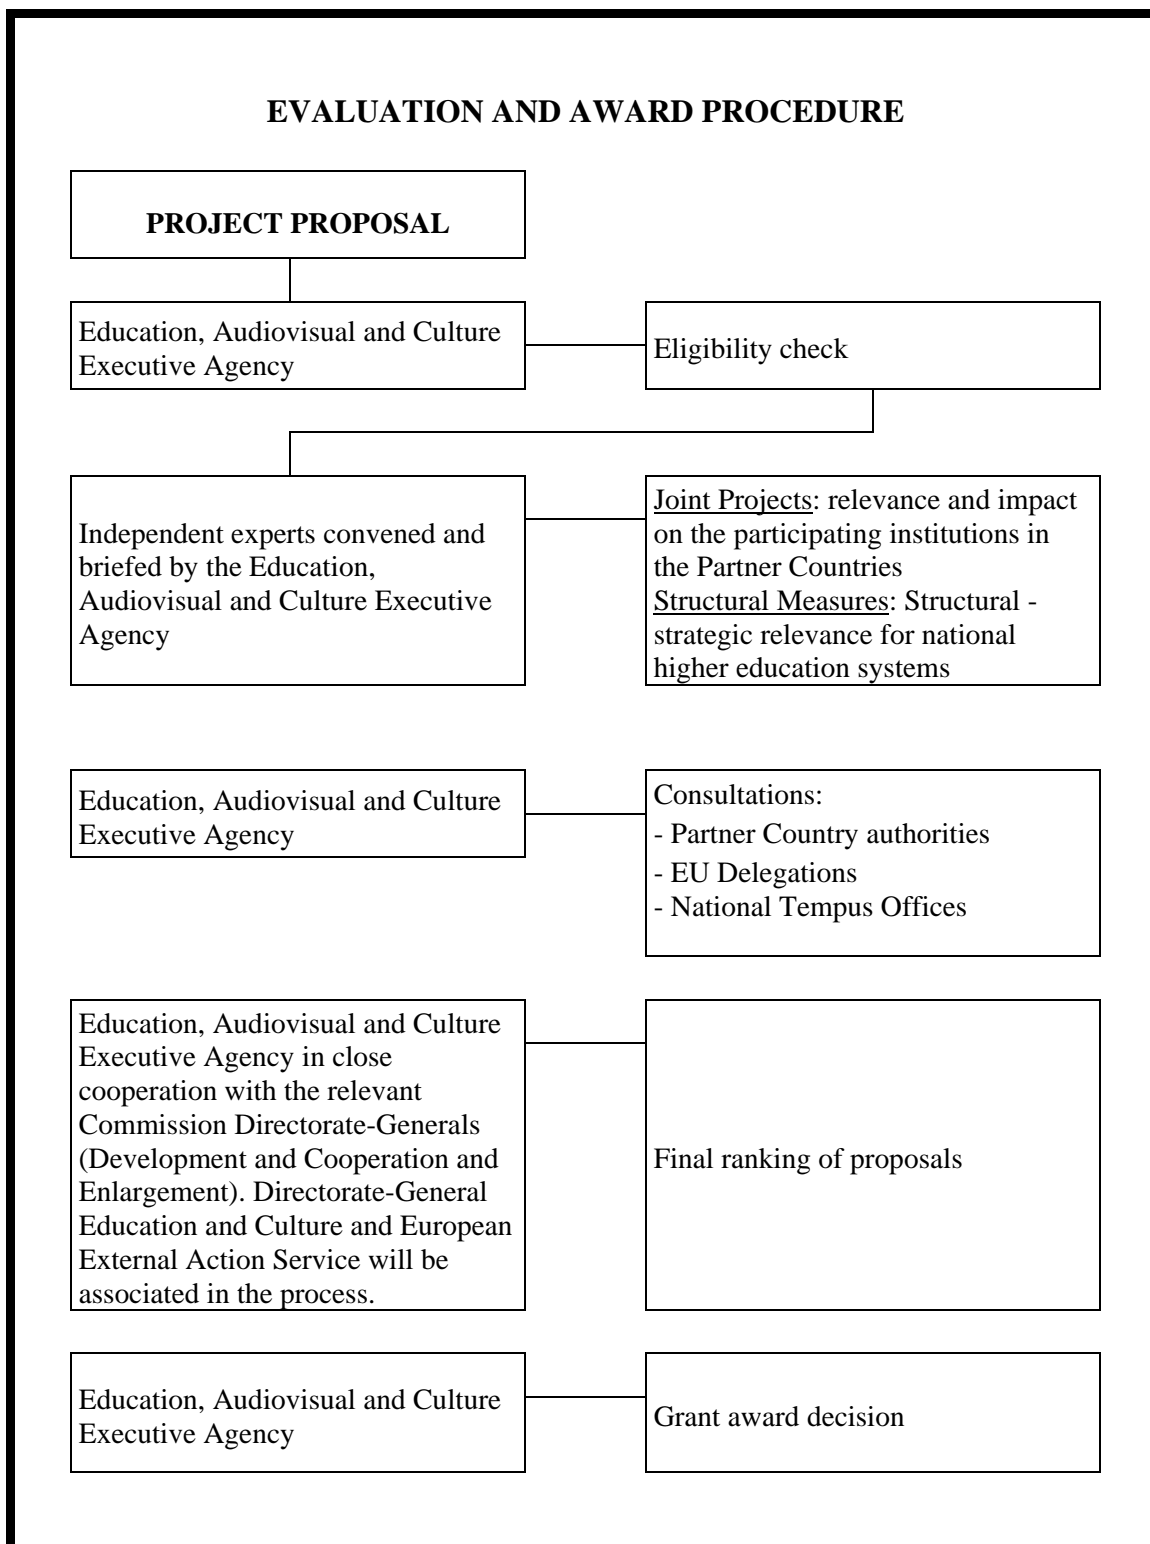 EVALUATION AND AWARD PROCEDURE
PROJECT PROPOSAL
Education, Audiovisual and Culture
Executive Agency
Eligibility check
Independent experts convened and
briefed by the Education,
Audiovisual and Culture Executive
Agency
Joint Projects: relevance and impact
on the participating institutions in
the Partner Countries
Structural Measures: Structural -
strategic relevance for national
higher education systems
Education, Audiovisual and Culture
Executive Agency
Consultations:
- Partner Country authorities
- EU Delegations
- National Tempus Offices
Education, Audiovisual and Culture
Executive Agency in close
cooperation with the relevant
Commission Directorate-Generals
(Development and Cooperation and
Enlargement). Directorate-General
Education and Culture and European
External Action Service will be
associated in the process.
Final ranking of proposals
Education, Audiovisual and Culture
Executive Agency
Grant award decision